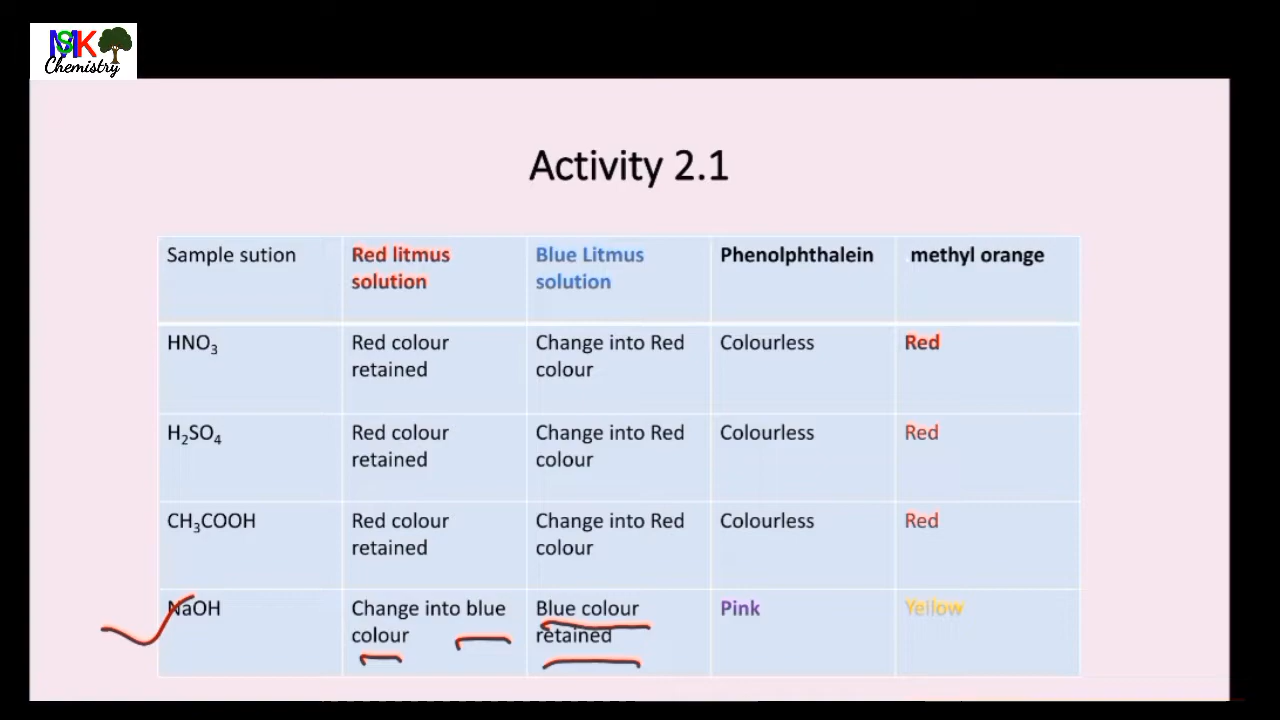 MSK
Chemistry
Activity 2.1
Sample sution
Red litmus
solution
Blue Litmus
solution
Phenolphthalein
methyl orange
HNO₃
Red colour
retained
Change into Red
colour
Colourless
Red
H₂SO₄
Red colour
retained
Change into Red
colour
Colourless
Red
CH₃COOH
Red colour
retained
Change into Red
colour
Colourless
Red
NaOH
Change into blue
colour
Blue colour
retained
Pink
Yellow